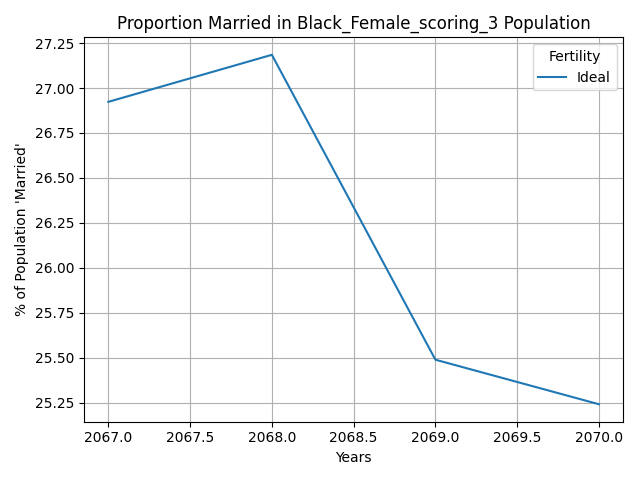 Proportion Married in Black_Female_scoring_3 Population
Fertility
Ideal
% of Population 'Married'
27.25
27.00
26.75
26.50
26.25
26.00
25.75
25.50
25.25
2067.0 2067.5 2068.0 2068.5 2069.0 2069.5 2070.0
Years